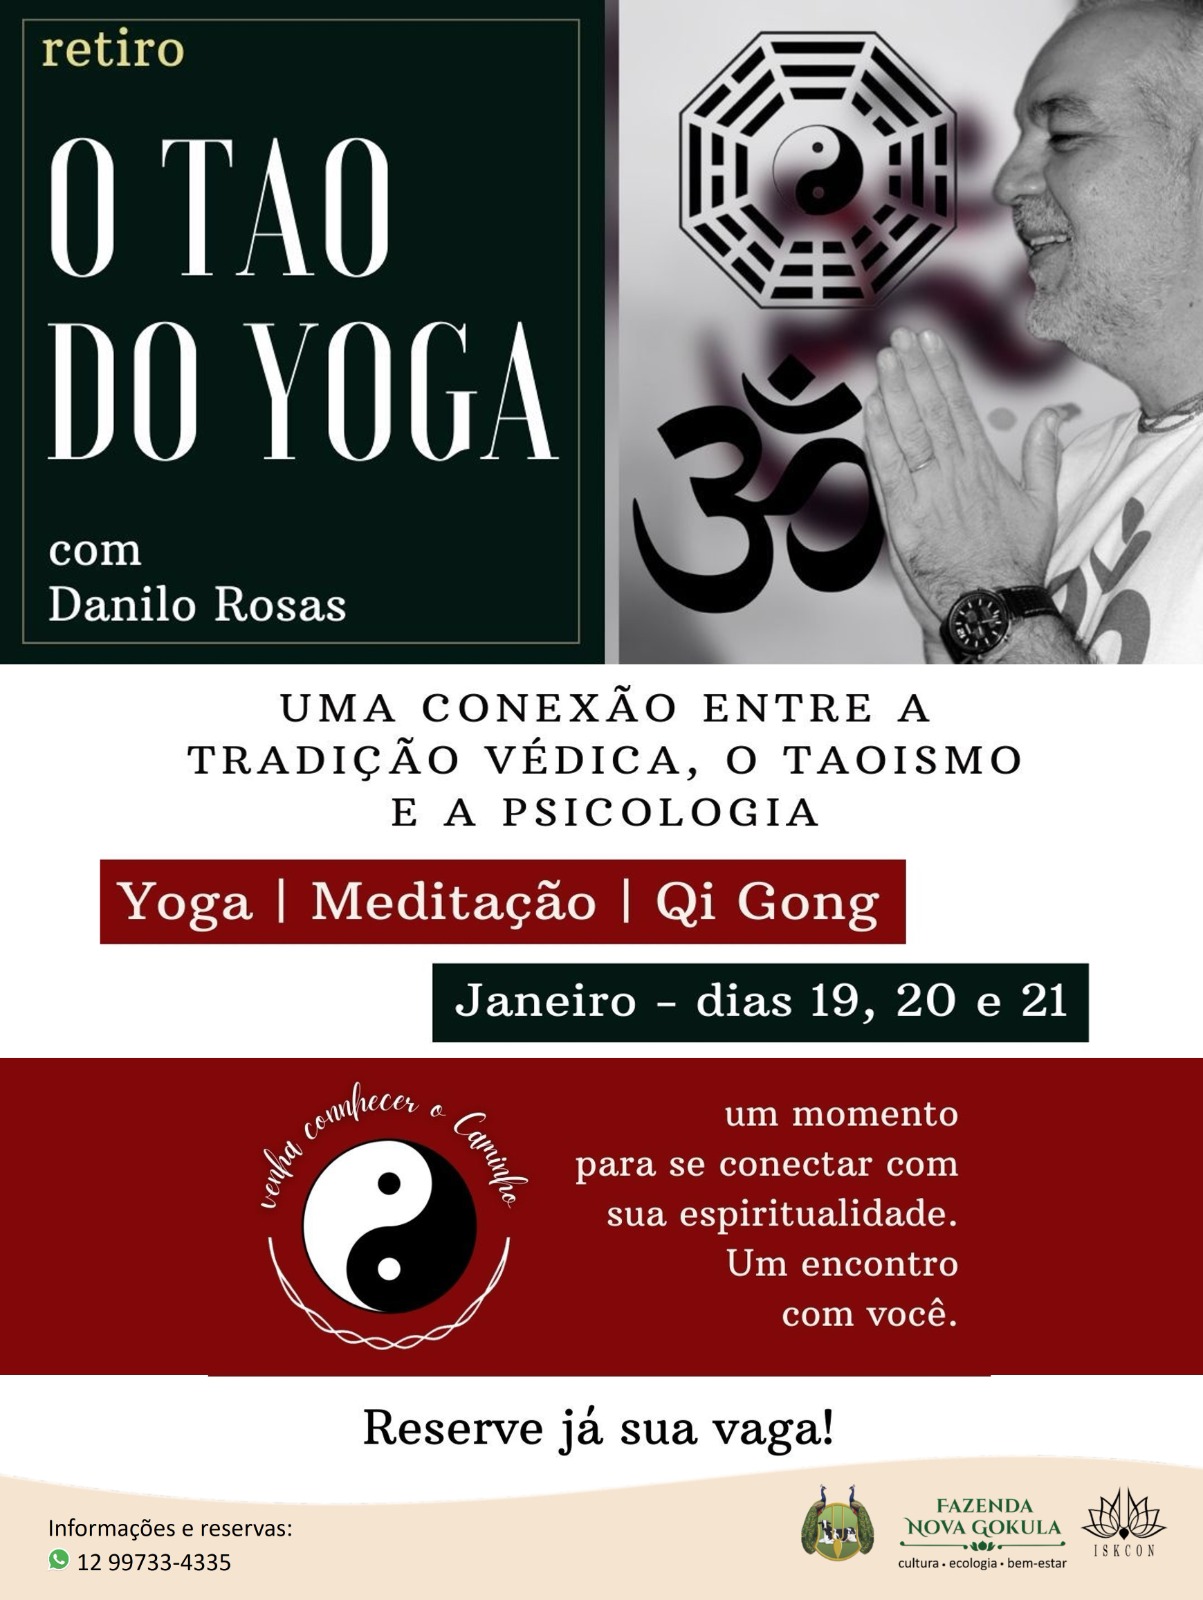 retiro
O TAO
DO YOGA
com
Danilo Rosas
UMA CONEXÃO ENTRE A
TRADIÇÃO VÉDICA, O TAOISMO
E A PSICOLOGIA
Yoga | Meditação | Qi Gong
Janeiro - dias 19, 20 e 21
venha connhecer o Caminho
um momento
para se conectar com
sua espiritualidade.
Um encontro
com você.
Reserve já sua vaga!
Informações e reservas:
12 99733-4335
FAZENDA
NOVA GOKULA
cultura • ecologia • bem-estar
ISKCON